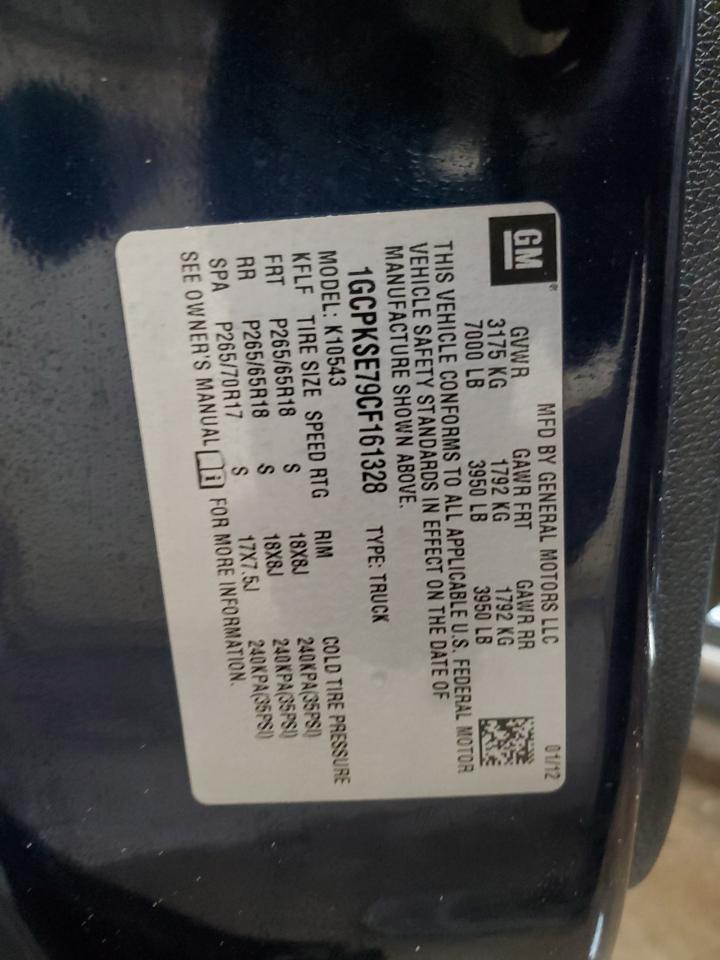 GM®
MFD BY GENERAL MOTORS LLC 01/12
GVWR GAWR FRT GAWR RR
3175 KG 1792 KG 1792 KG
7000 LB 3950 LB 3950 LB
THIS VEHICLE CONFORMS TO ALL APPLICABLE U.S. FEDERAL MOTOR
VEHICLE SAFETY STANDARDS IN EFFECT ON THE DATE OF
MANUFACTURE SHOWN ABOVE.
1GCPKSE79CF161328 TYPE: TRUCK
MODEL: K10543
KFLF TIRE SIZE SPEED RTG RIM COLD TIRE PRESSURE
FRT P265/65R18 S 18X8J 240KPA(35PSI)
RR P265/65R18 S 18X8J 240KPA(35PSI)
SPA P265/70R17 S 17X7.5J 240KPA(35PSI)
SEE OWNER'S MANUAL i FOR MORE INFORMATION.